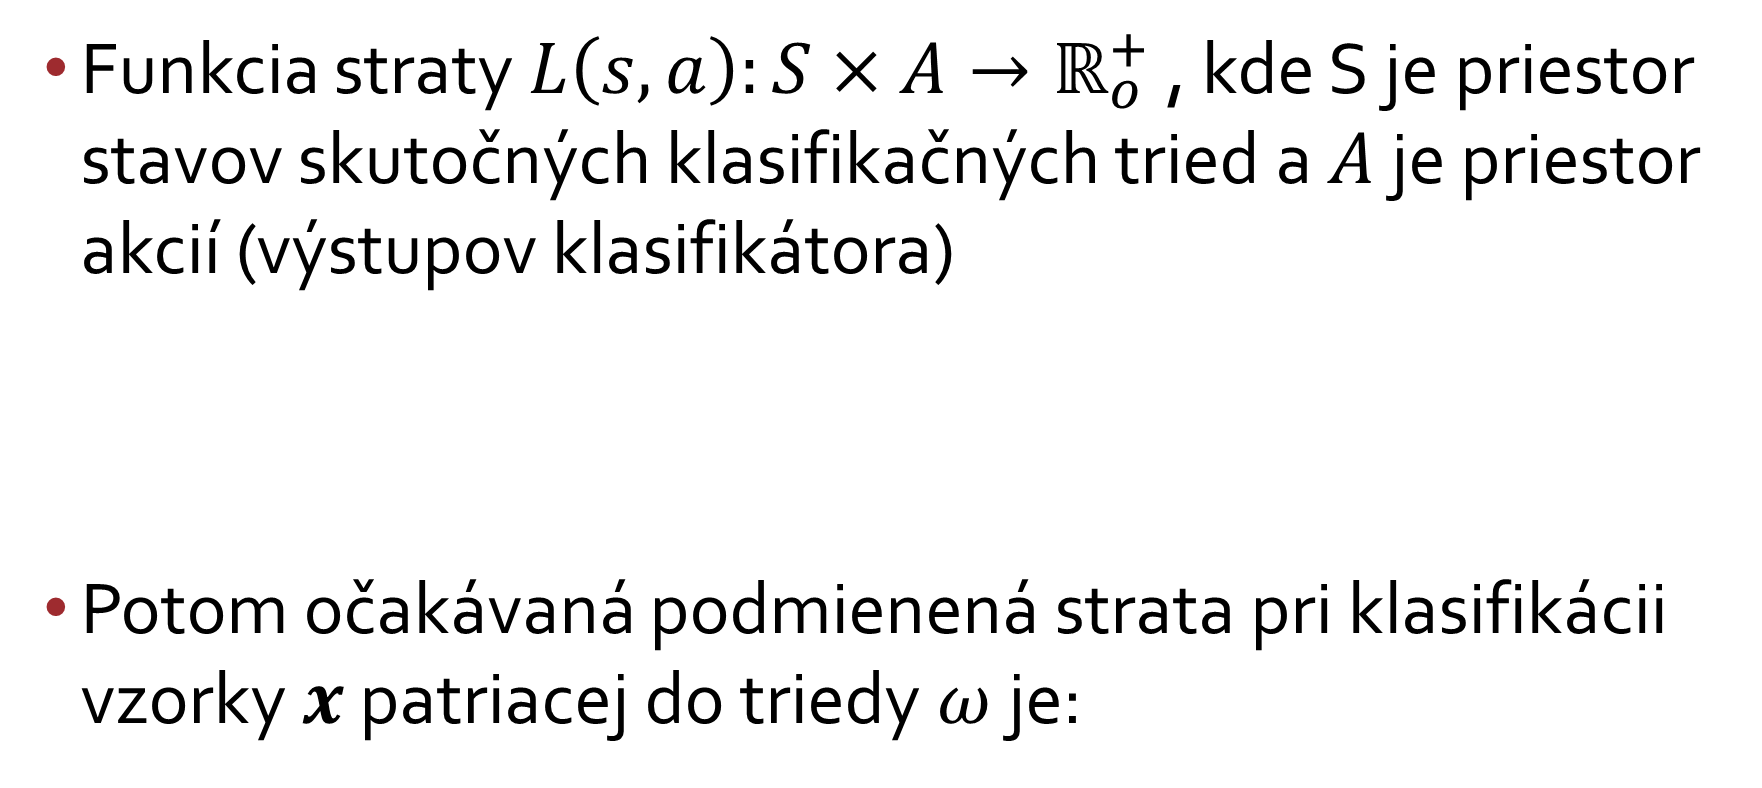 • Funkcia straty L(s, a): S × A → ℝ₀⁺ , kde S je priestor
stavov skutočných klasifikačných tried a A je priestor
akcií (výstupov klasifikátora)
• Potom očakávaná podmienená strata pri klasifikácii
vzorky x patriacej do triedy ω je: